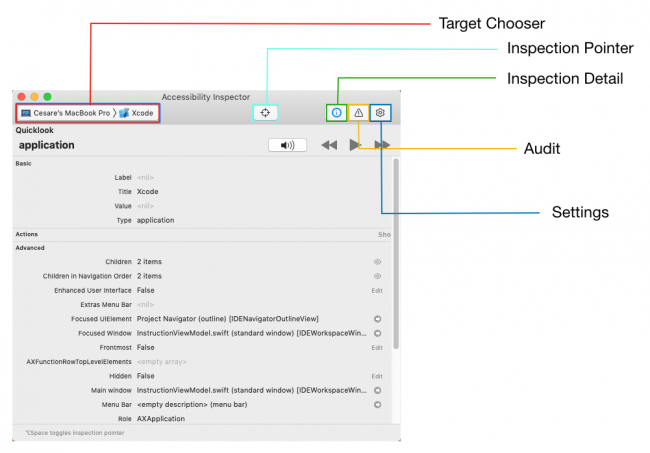 Target Chooser
Inspection Pointer
Inspection Detail
Audit
Settings
Accessibility Inspector
Cesare's MacBook Pro 〉 Xcode
Quicklook
application
Basic
Label <nil>
Title Xcode
Value <nil>
Type application
Actions Sho
Advanced
Children 2 items
Children in Navigation Order 2 items
Enhanced User Interface False Edit
Extras Menu Bar <nil>
Focused UIElement Project Navigator (outline) [IDENavigatorOutlineView]
Focused Window InstructionViewModel.swift (standard window) [IDEWorkspaceWin...
Frontmost False Edit
AXFunctionRowTopLevelElements <empty array>
Hidden False Edit
Main window InstructionViewModel.swift (standard window) [IDEWorkspaceWin...
Menu Bar <empty description> (menu bar)
Role AXApplication
⌥Space toggles inspection pointer